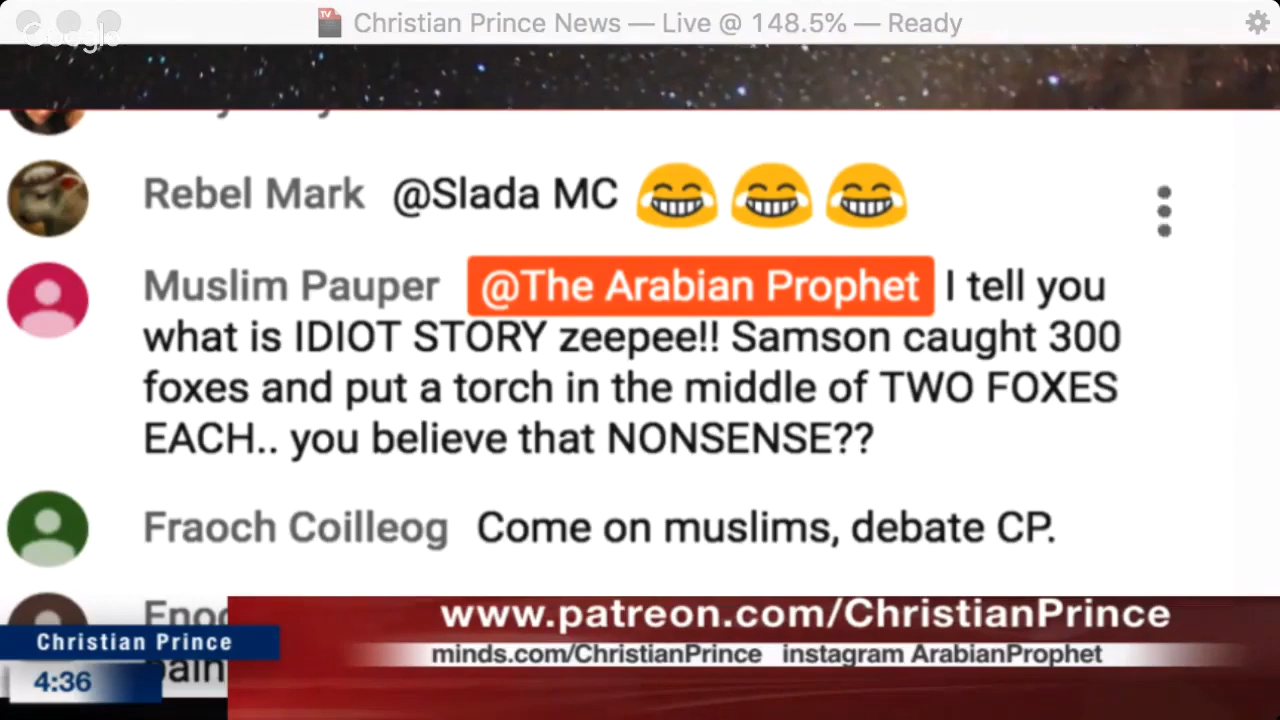 TV
Google
Christian Prince News — Live @ 148.5% — Ready
Rebel Mark @Slada MC
Muslim Pauper @The Arabian Prophet I tell you
what is IDIOT STORY zeepee!! Samson caught 300
foxes and put a torch in the middle of TWO FOXES
EACH.. you believe that NONSENSE??
Fraoch Coilleog Come on muslims, debate CP.
www.patreon.com/ChristianPrince
Christian Prince
minds.com/ChristianPrince instagram ArabianProphet
4:36